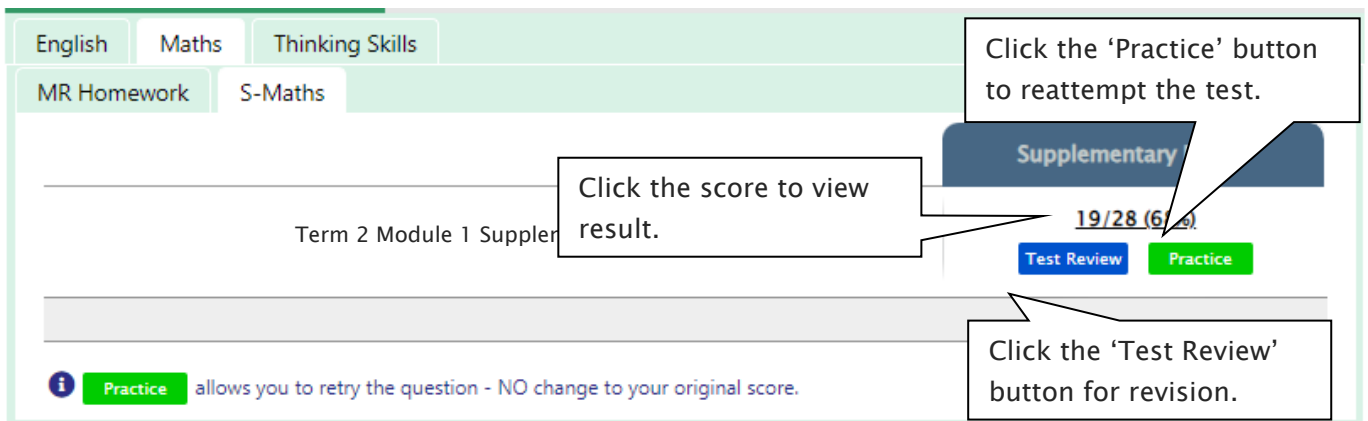 English Maths Thinking Skills
Click the ‘Practice’ button
to reattempt the test.
MR Homework S-Maths
Supplementary
Click the score to view
result.
19/28 (68%)
Term 2 Module 1
Test Review Practice
Click the ‘Test Review’
button for revision.
Practice allows you to retry the question - NO change to your original score.